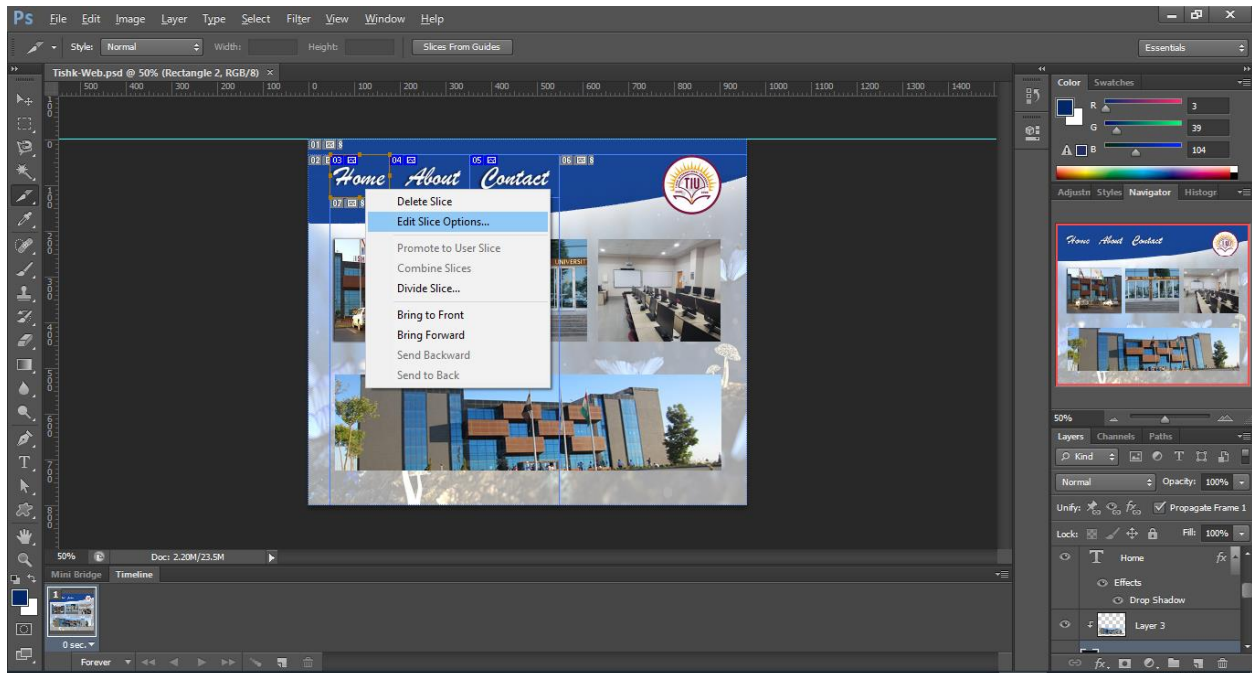 Ps File Edit Image Layer Type Select Filter View Window Help
Style: Normal Width: Height: Slices From Guides Essentials
Tishk-Web.psd @ 50% (Rectangle 2, RGB/8) ×
500 400 300 200 100 0 100 200 300 400 500 600 700 800 900 1000 1100 1200 1300 1400
Color Swatches
R 3
G 39
B 104
Adjustn Styles Navigator Histogr
01
02 03 04 05 06
07
Home About Contact
TIU
Delete Slice
Edit Slice Options...
Promote to User Slice
Combine Slices
Divide Slice...
Bring to Front
Bring Forward
Send Backward
Send to Back
UNIVERSIT
Home About Contact
50%
Layers Channels Paths
Kind
Normal Opacity: 100%
Unify: Propagate Frame 1
Lock: Fill: 100%
T Home fx
Effects
Drop Shadow
Layer 3
50% Doc: 2.20M/23.5M
Mini Bridge Timeline
1
0 sec.
Forever